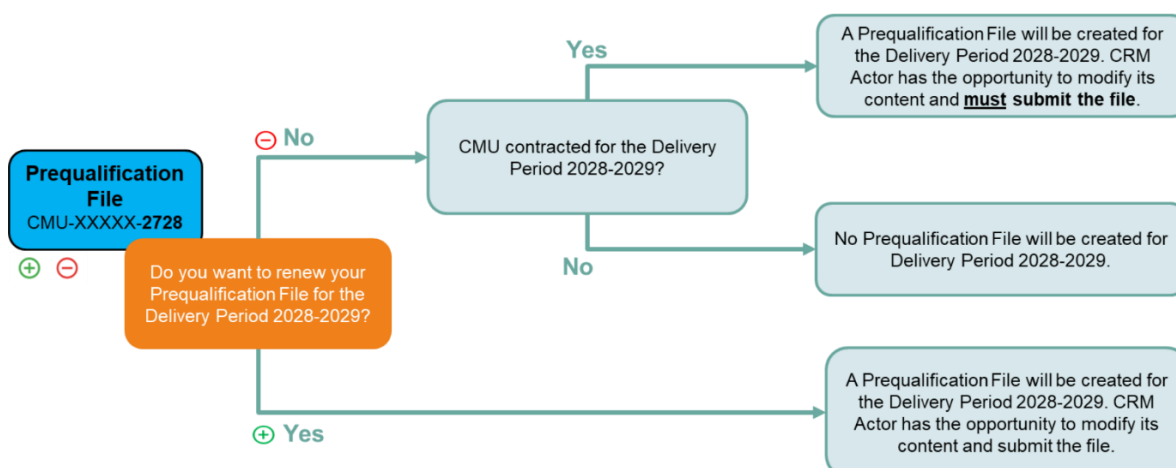 Prequalification
File
CMU-XXXXX-2728
Do you want to renew your
Prequalification File for the
Delivery Period 2028-2029?
No
CMU contracted for the Delivery
Period 2028-2029?
Yes
A Prequalification File will be created for
the Delivery Period 2028-2029. CRM
Actor has the opportunity to modify its
content and must submit the file.
No
No Prequalification File will be created for
Delivery Period 2028-2029.
Yes
A Prequalification File will be created for
the Delivery Period 2028-2029. CRM
Actor has the opportunity to modify its
content and submit the file.